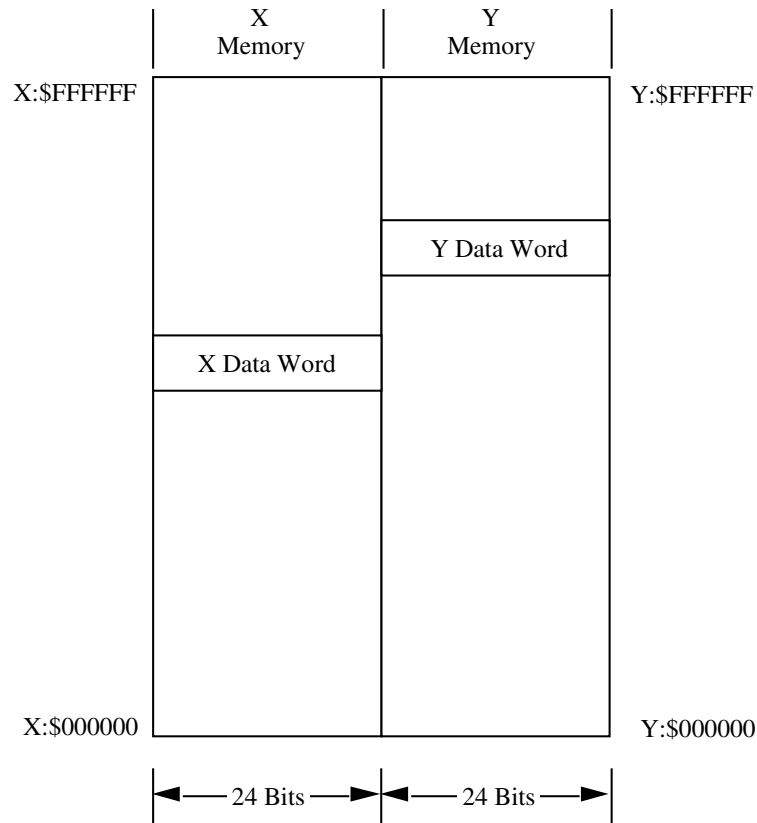 X
Memory
Y
Memory
X:$FFFFFF
Y:$FFFFFF
Y Data Word
X Data Word
X:$000000
Y:$000000
24 Bits
24 Bits